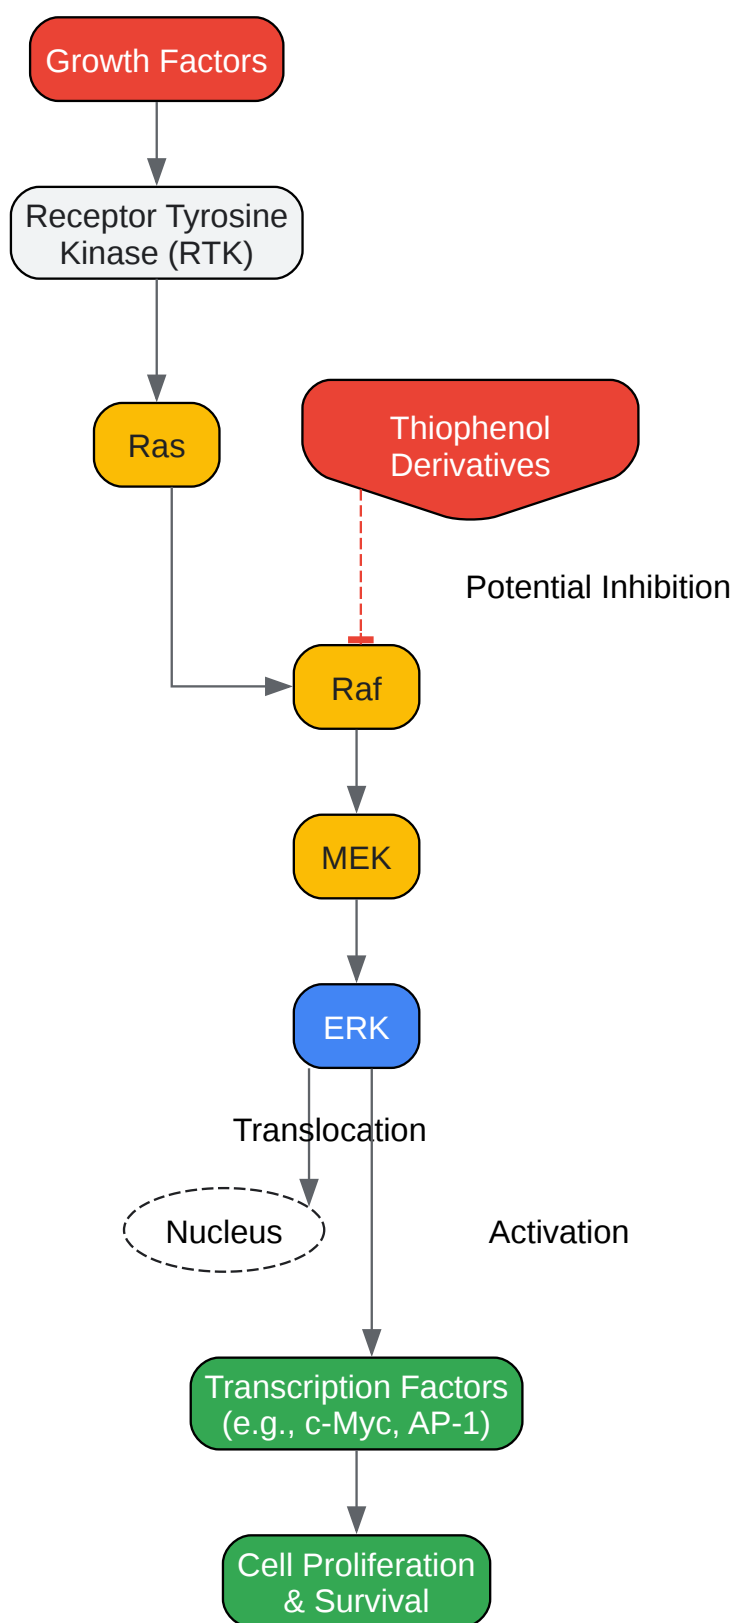 Growth Factors
Receptor Tyrosine
Kinase (RTK)
Ras
Thiophenol
Derivatives
Potential Inhibition
Raf
MEK
ERK
Translocation
Nucleus
Activation
Transcription Factors
(e.g., c-Myc, AP-1)
Cell Proliferation
& Survival